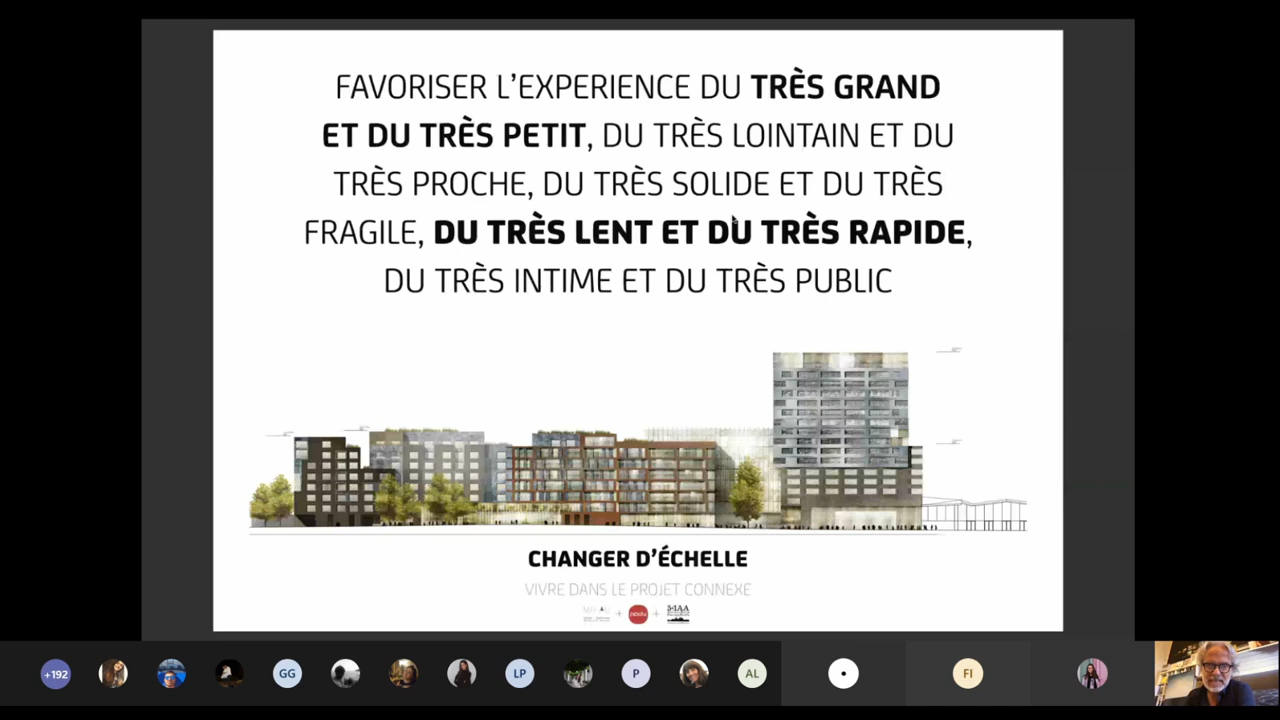 FAVORISER L'EXPERIENCE DU TRÈS GRAND
ET DU TRÈS PETIT, DU TRÈS LOINTAIN ET DU
TRÈS PROCHE, DU TRÈS SOLIDE ET DU TRÈS
FRAGILE, DU TRÈS LENT ET DU TRÈS RAPIDE,
DU TRÈS INTIME ET DU TRÈS PUBLIC
CHANGER D'ÉCHELLE
VIVRE DANS LE PROJET CONNEXE
+ +
+192
GG
LP
P
AL
FI